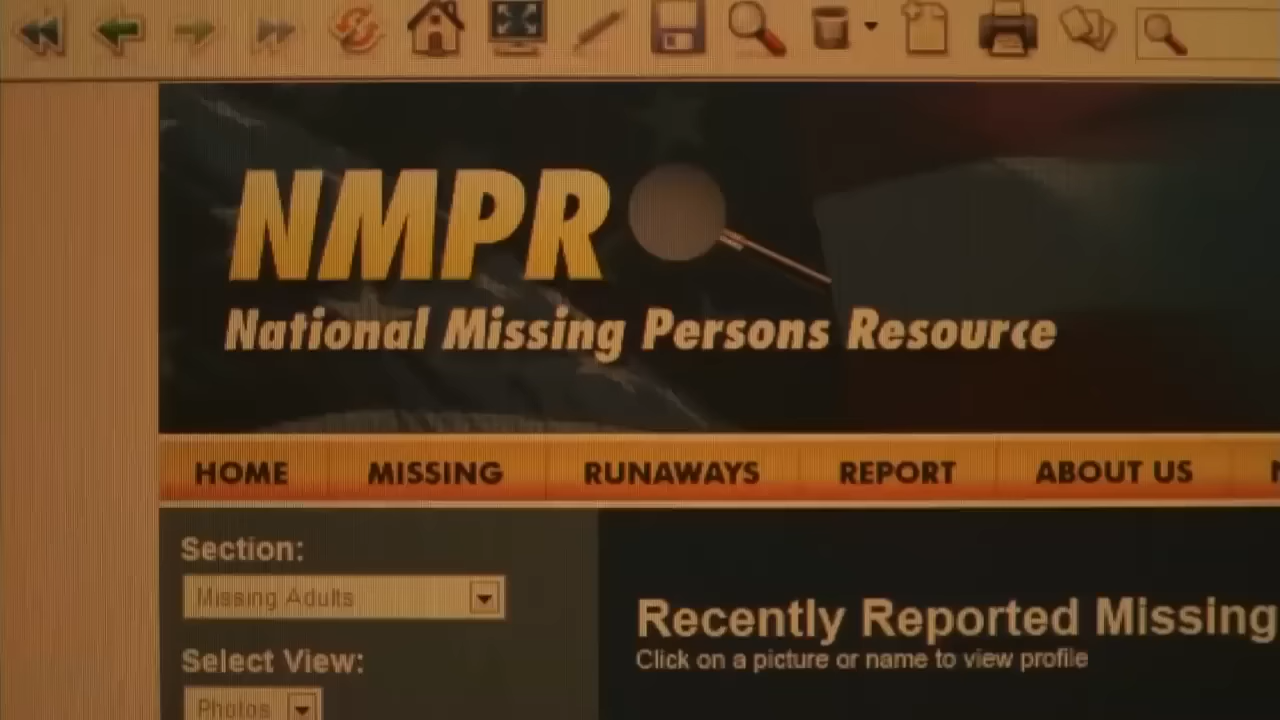 NMPR
National Missing Persons Resource
HOME MISSING RUNAWAYS REPORT ABOUT US
Section:
Missing Adults
Recently Reported Missing
Click on a picture or name to view profile
Select View:
Photos